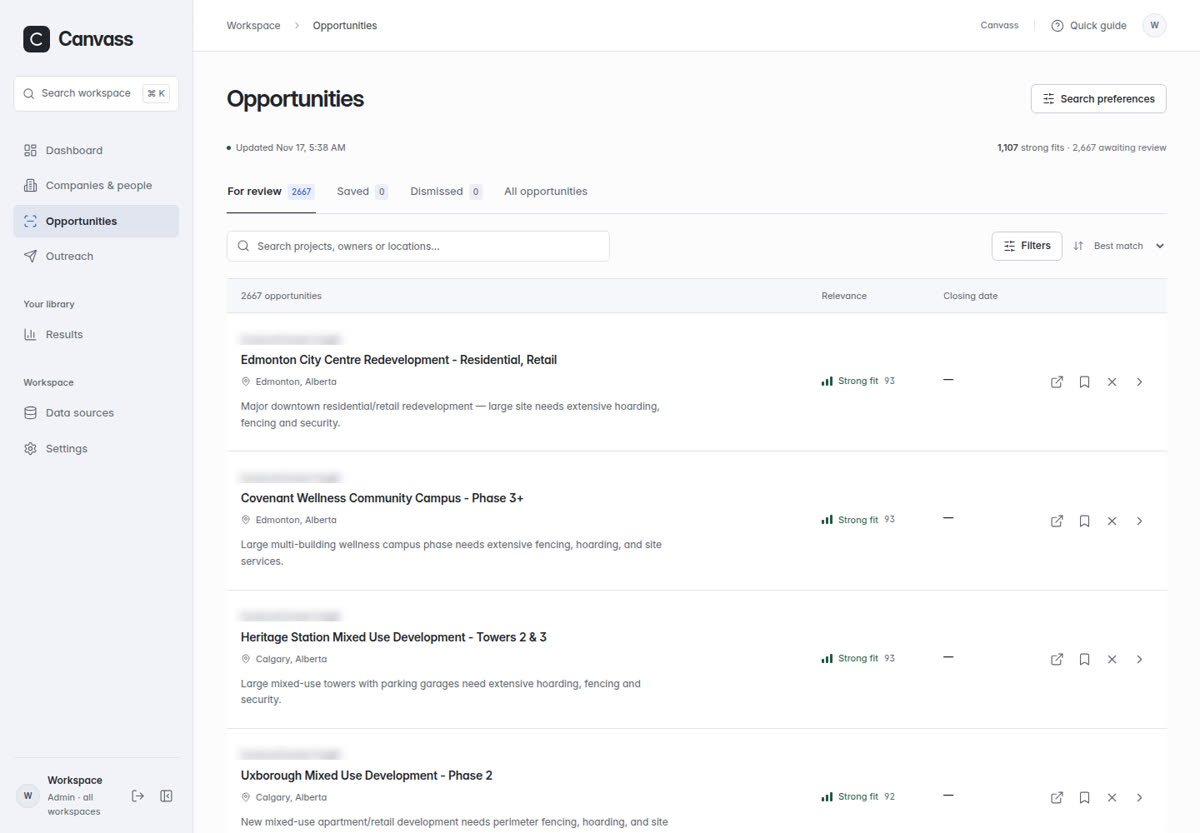 Canvass
Search workspace ⌘ K
Dashboard
Companies & people
Opportunities
Outreach
Your library
Results
Workspace
Data sources
Settings
W
Workspace
Admin · all
workspaces
Workspace > Opportunities
Canvass
Quick guide
W
Opportunities
Search preferences
Updated Nov 17, 5:38 AM
1,107 strong fits · 2,667 awaiting review
For review 2667 Saved 0 Dismissed 0 All opportunities
Search projects, owners or locations...
Filters
Best match
2667 opportunities Relevance Closing date
Edmonton City Centre Redevelopment - Residential, Retail
Edmonton, Alberta
Strong fit 93 —
Major downtown residential/retail redevelopment — large site needs extensive hoarding,
fencing and security.
Covenant Wellness Community Campus - Phase 3+
Edmonton, Alberta
Strong fit 93 —
Large multi-building wellness campus phase needs extensive fencing, hoarding, and site
services.
Heritage Station Mixed Use Development - Towers 2 & 3
Calgary, Alberta
Strong fit 93 —
Large mixed-use towers with parking garages need extensive hoarding, fencing and
security.
Uxborough Mixed Use Development - Phase 2
Calgary, Alberta
Strong fit 92 —
New mixed-use apartment/retail development needs perimeter fencing, hoarding, and site